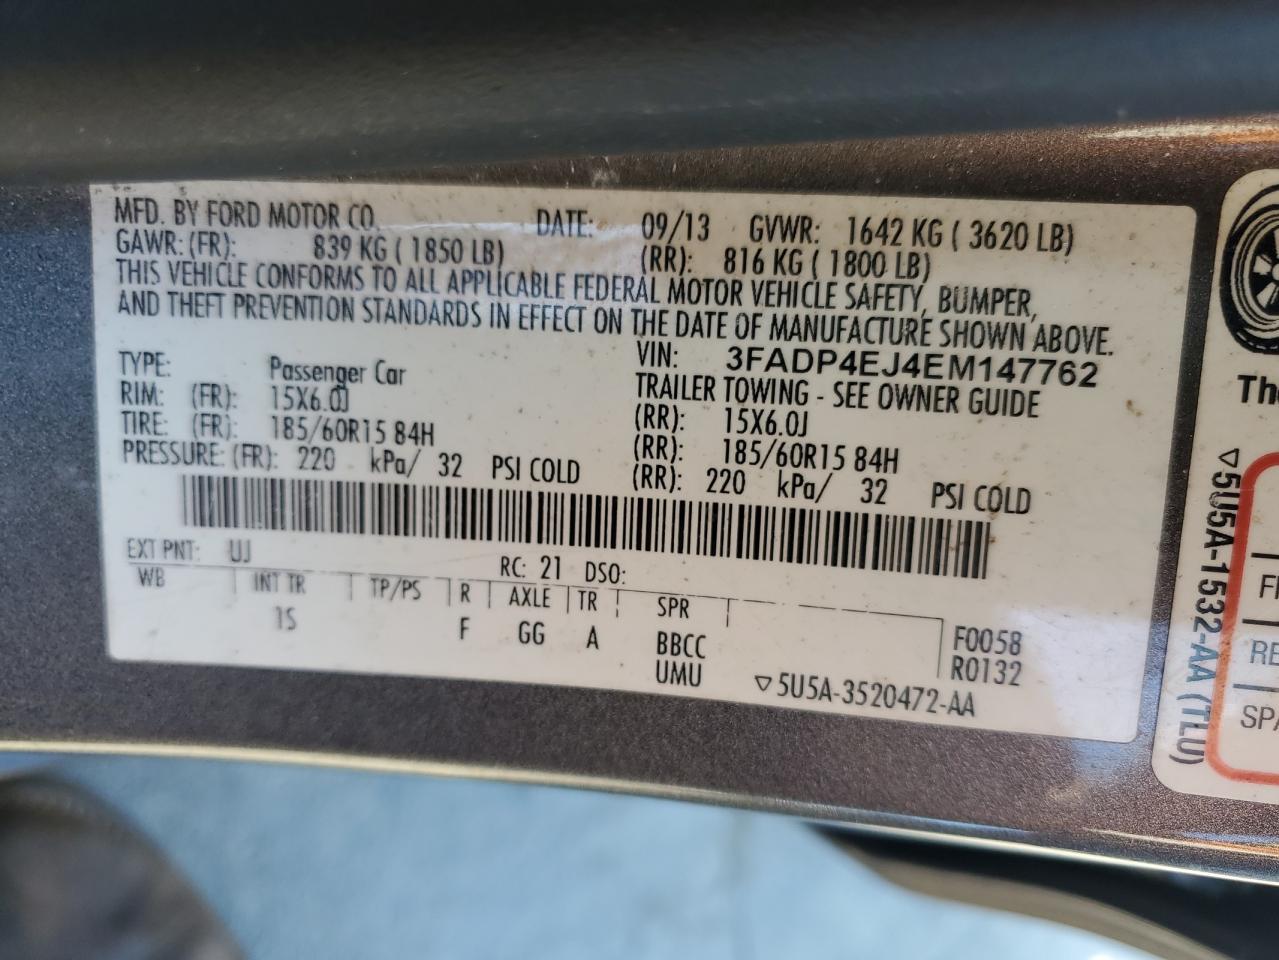 MFD. BY FORD MOTOR CO. DATE: 09/13 GVWR: 1642 KG ( 3620 LB)
GAWR: (FR): 839 KG ( 1850 LB) (RR): 816 KG ( 1800 LB)
THIS VEHICLE CONFORMS TO ALL APPLICABLE FEDERAL MOTOR VEHICLE SAFETY, BUMPER,
AND THEFT PREVENTION STANDARDS IN EFFECT ON THE DATE OF MANUFACTURE SHOWN ABOVE.
VIN: 3FADP4EJ4EM147762
TYPE: Passenger Car TRAILER TOWING - SEE OWNER GUIDE
RIM: (FR): 15X6.0J (RR): 15X6.0J
TIRE: (FR): 185/60R15 84H (RR): 185/60R15 84H
PRESSURE: (FR): 220 kPa/ 32 PSI COLD (RR): 220 kPa/ 32 PSI COLD
EXT PNT: UJ RC: 21 DSO:
WB INT TR TP/PS R AXLE TR SPR
1S F GG A BBCC F0058
UMU R0132
▽5U5A-3520472-AA
▽5U5A-1532-AA (TLU)